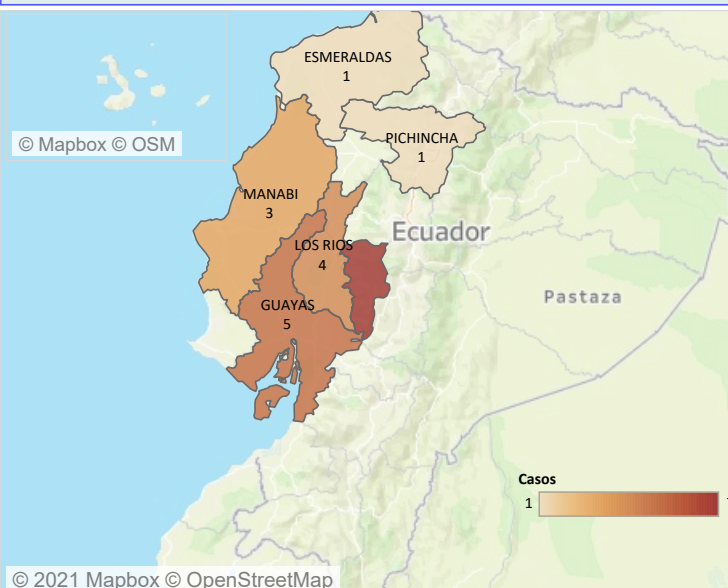 © Mapbox © OSM
ESMERALDAS
1
PICHINCHA
1
MANABI
3
Ecuador
LOS RIOS
4
Pastaza
GUAYAS
5
Casos
1
© 2021 Mapbox © OpenStreetMap